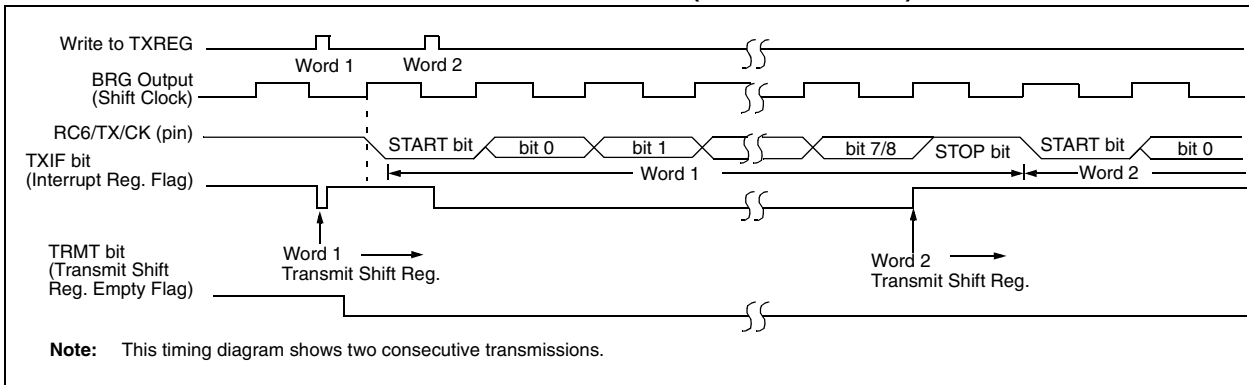 Write to TXREG
Word 1
Word 2
BRG Output
(Shift Clock)
RC6/TX/CK (pin)
START bit
bit 0
bit 1
bit 7/8
STOP bit
START bit
bit 0
TXIF bit
(Interrupt Reg. Flag)
Word 1
Word 2
Word 1
Transmit Shift Reg.
Word 2
Transmit Shift Reg.
TRMT bit
(Transmit Shift
Reg. Empty Flag)
Note: This timing diagram shows two consecutive transmissions.